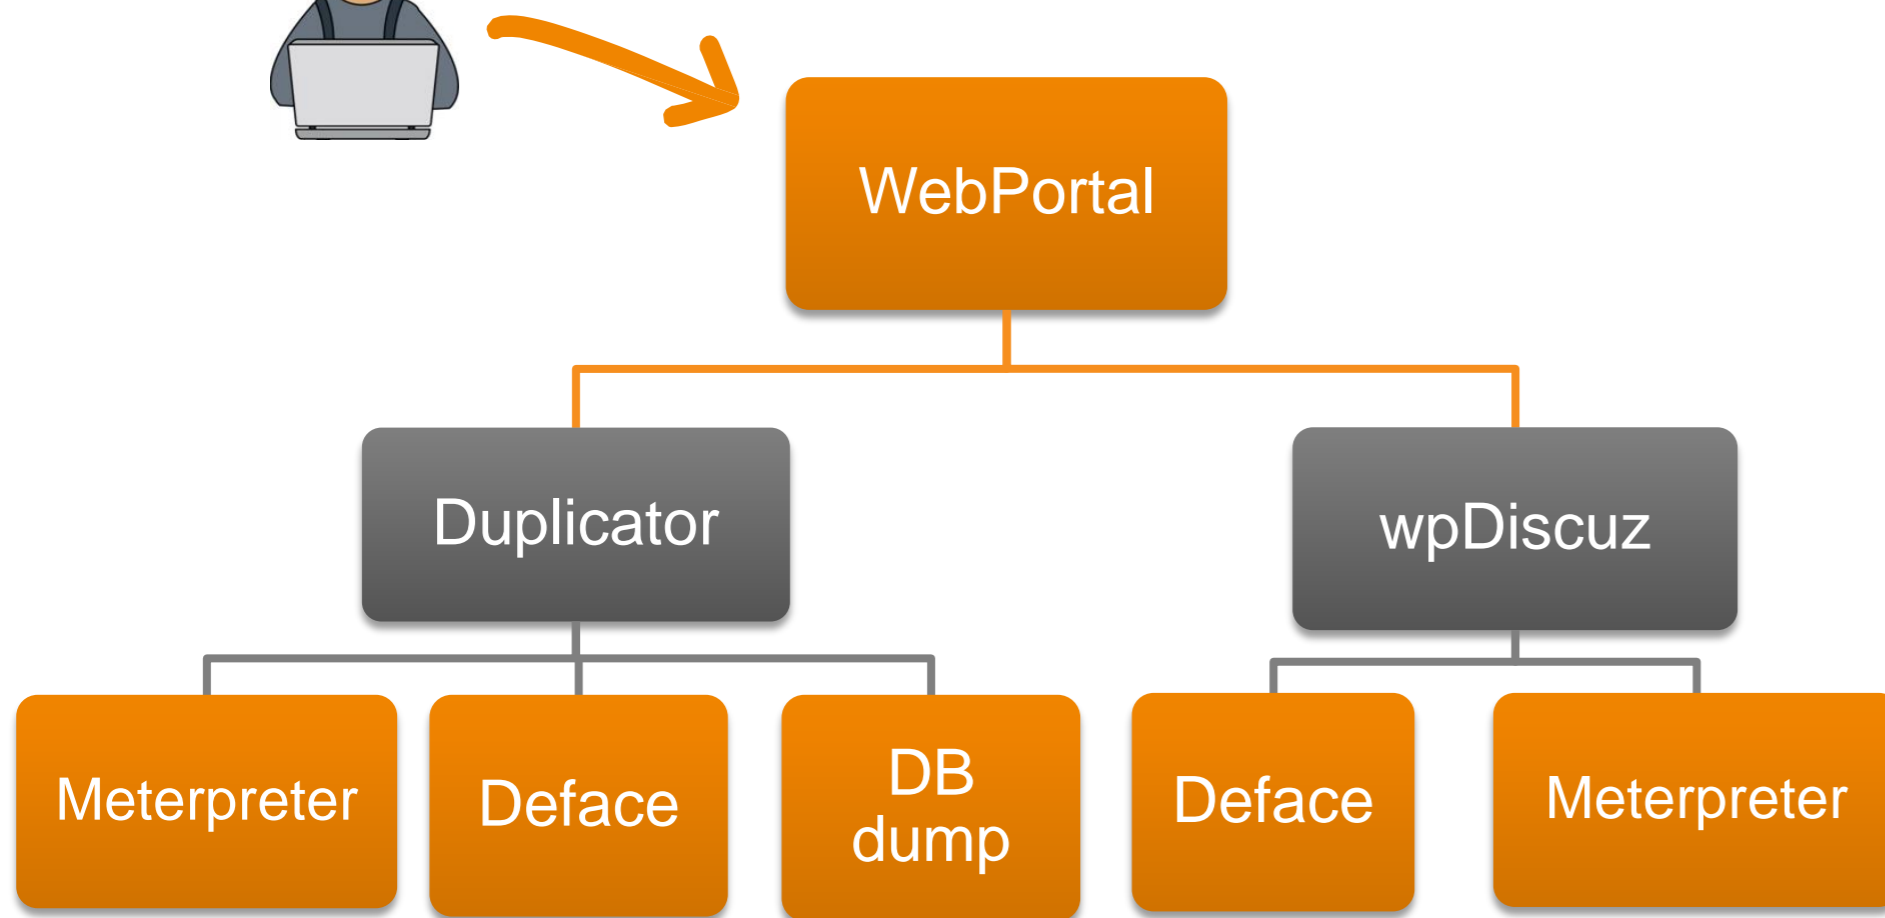 WebPortal
Duplicator
wpDiscuz
Meterpreter
Deface
DB
dump
Deface
Meterpreter